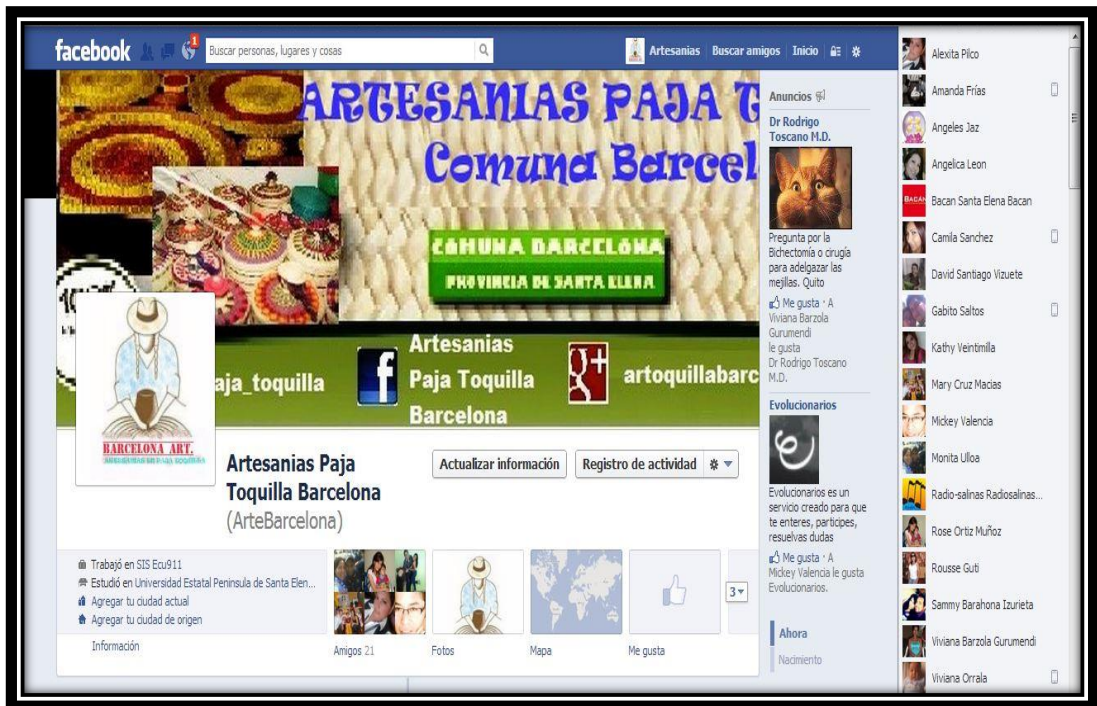 facebook
1
Buscar personas, lugares y cosas
Artesanias Buscar amigos Inicio
ARTESANIAS PAJA T
Comuna Barcel
COMUNA BARCELONA
PROVINCIA DE SANTA ELENA
aja_toquilla
f
Artesanias
Paja Toquilla
Barcelona
g+
artoquillabarc
BARCELONA ART.
ARTESANIAS EN PAJA TOQUILLA
Artesanias Paja
Toquilla Barcelona
(ArteBarcelona)
Actualizar información
Registro de actividad
Trabajó en SIS Ecu911
Estudió en Universidad Estatal Peninsula de Santa Elen...
Agregar tu ciudad actual
Agregar tu ciudad de origen
Información
Amigos 21
Fotos
Mapa
Me gusta
3
Anuncios
Dr Rodrigo
Toscano M.D.
Pregunta por la
Bichectomía o cirugía
para adelgazar las
mejillas. Quito
Me gusta · A
Viviana Barzola
Gurumendi
le gusta
Dr Rodrigo Toscano
M.D.
Evolucionarios
Evolucionarios es un
servicio creado para que
te enteres, participes,
resuelvas dudas
Me gusta · A
Mickey Valencia le gusta
Evolucionarios.
Ahora
Nacimiento
Alexita Pilco
Amanda Frías
Angeles Jaz
Angelica Leon
BACAN
Bacan Santa Elena Bacan
Camila Sanchez
David Santiago Vizuete
Gabito Saltos
Kathy Veintimilla
Mary Cruz Macias
Mickey Valencia
Monita Ulloa
Radio-salinas Radiosalinas...
Rose Ortiz Muñoz
Rousse Guti
Sammy Barahona Izurieta
Viviana Barzola Gurumendi
Viviana Orrala